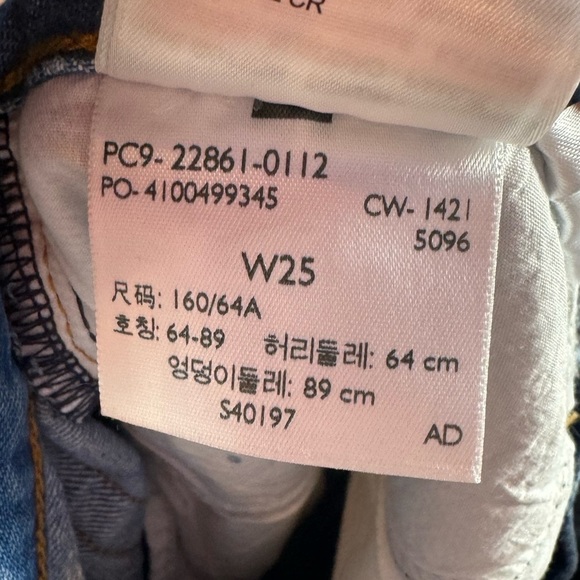 CR
PC9-22861-0112
PO-4100499345 CW-1421
5096
W25
尺码: 160/64A
호칭: 64-89 허리둘레: 64 cm
엉덩이둘레: 89 cm
S40197
AD